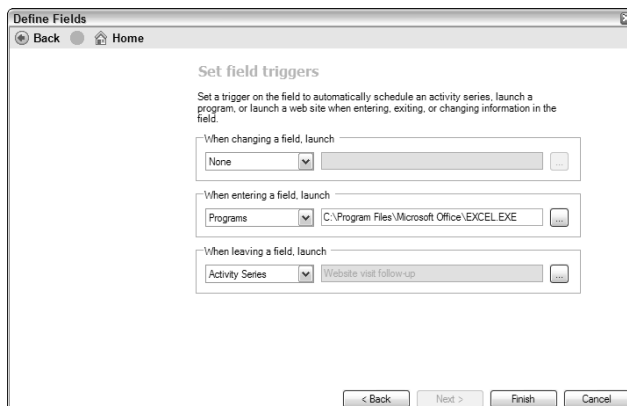 Define Fields
Back Home
Set field triggers
Set a trigger on the field to automatically schedule an activity series, launch a
program, or launch a web site when entering, exiting, or changing information in the
field.
When changing a field, launch
None ...
When entering a field, launch
Programs C:\Program Files\Microsoft Office\EXCEL.EXE ...
When leaving a field, launch
Activity Series Website visit follow-up ...
< Back Next > Finish Cancel